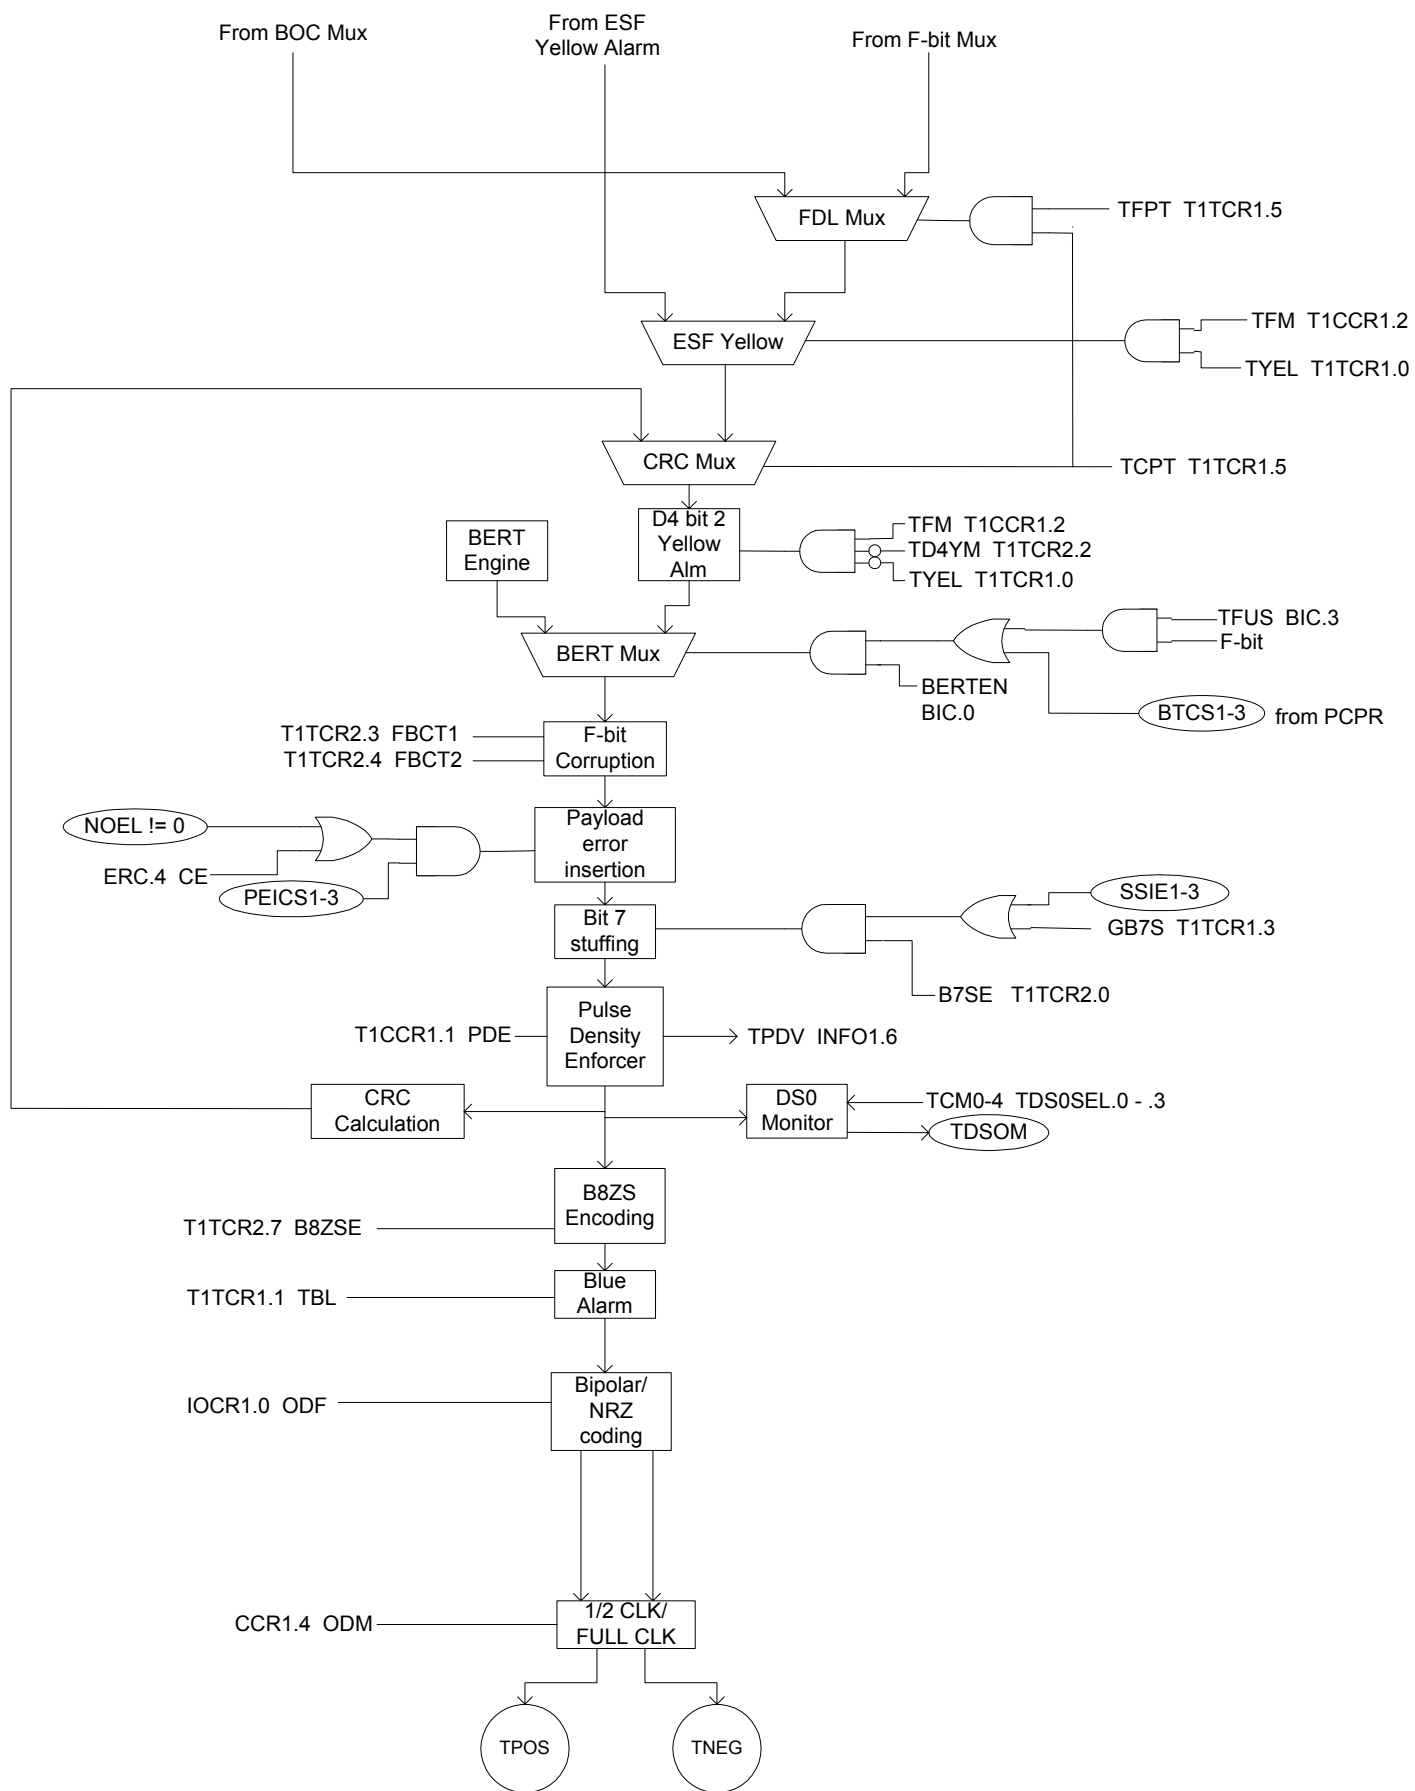 From BOC Mux
From ESF
Yellow Alarm
From F-bit Mux
FDL Mux
TFPT T1TCR1.5
TFM T1CCR1.2
ESF Yellow
TYEL T1TCR1.0
CRC Mux
TCPT T1TCR1.5
BERT
Engine
D4 bit 2
Yellow
Alm
TFM T1CCR1.2
TD4YM T1TCR2.2
TYEL T1TCR1.0
BERT Mux
TFUS BIC.3
F-bit
BERTEN
BIC.0
BTCS1-3
from PCPR
T1TCR2.3 FBCT1
T1TCR2.4 FBCT2
F-bit
Corruption
NOEL != 0
ERC.4 CE
PEICS1-3
Payload
error
insertion
SSIE1-3
GB7S T1TCR1.3
Bit 7
stuffing
B7SE T1TCR2.0
T1CCR1.1 PDE
Pulse
Density
Enforcer
TPDV INFO1.6
CRC
Calculation
DS0
Monitor
TCM0-4 TDS0SEL.0 - .3
TDSOM
B8ZS
Encoding
T1TCR2.7 B8ZSE
Blue
Alarm
T1TCR1.1 TBL
Bipolar/
NRZ
coding
IOCR1.0 ODF
1/2 CLK/
FULL CLK
CCR1.4 ODM
TPOS
TNEG